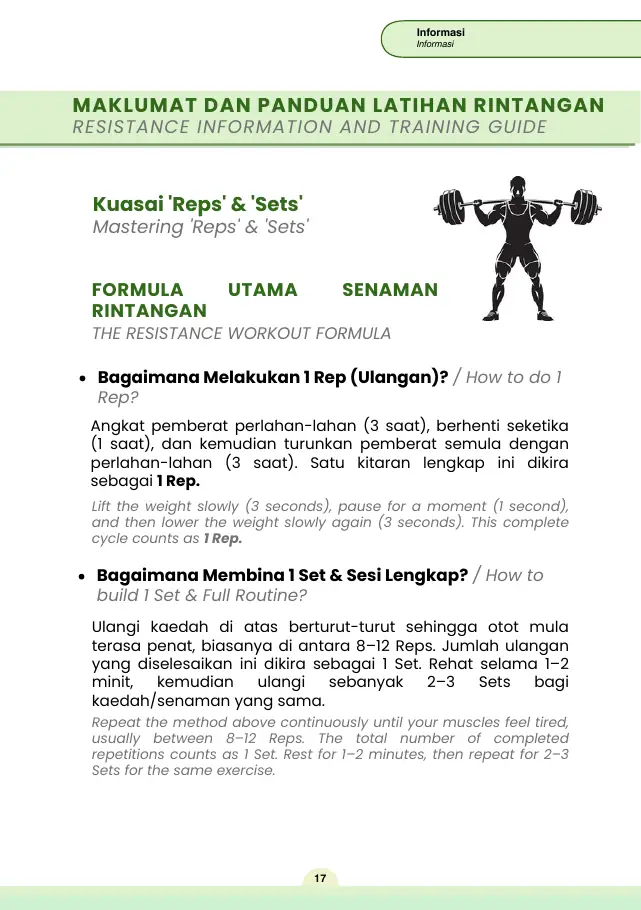 Informasi
Informasi
MAKLUMAT DAN PANDUAN LATIHAN RINTANGAN
RESISTANCE INFORMATION AND TRAINING GUIDE
Kuasai 'Reps' & 'Sets'
Mastering 'Reps' & 'Sets'
FORMULA UTAMA SENAMAN
RINTANGAN
THE RESISTANCE WORKOUT FORMULA
• Bagaimana Melakukan 1 Rep (Ulangan)? / How to do 1
Rep?
Angkat pemberat perlahan-lahan (3 saat), berhenti seketika
(1 saat), dan kemudian turunkan pemberat semula dengan
perlahan-lahan (3 saat). Satu kitaran lengkap ini dikira
sebagai 1 Rep.
Lift the weight slowly (3 seconds), pause for a moment (1 second),
and then lower the weight slowly again (3 seconds). This complete
cycle counts as 1 Rep.
• Bagaimana Membina 1 Set & Sesi Lengkap? / How to
build 1 Set & Full Routine?
Ulangi kaedah di atas berturut-turut sehingga otot mula
terasa penat, biasanya di antara 8–12 Reps. Jumlah ulangan
yang diselesaikan ini dikira sebagai 1 Set. Rehat selama 1–2
minit, kemudian ulangi sebanyak 2–3 Sets bagi
kaedah/senaman yang sama.
Repeat the method above continuously until your muscles feel tired,
usually between 8–12 Reps. The total number of completed
repetitions counts as 1 Set. Rest for 1–2 minutes, then repeat for 2–3
Sets for the same exercise.
17